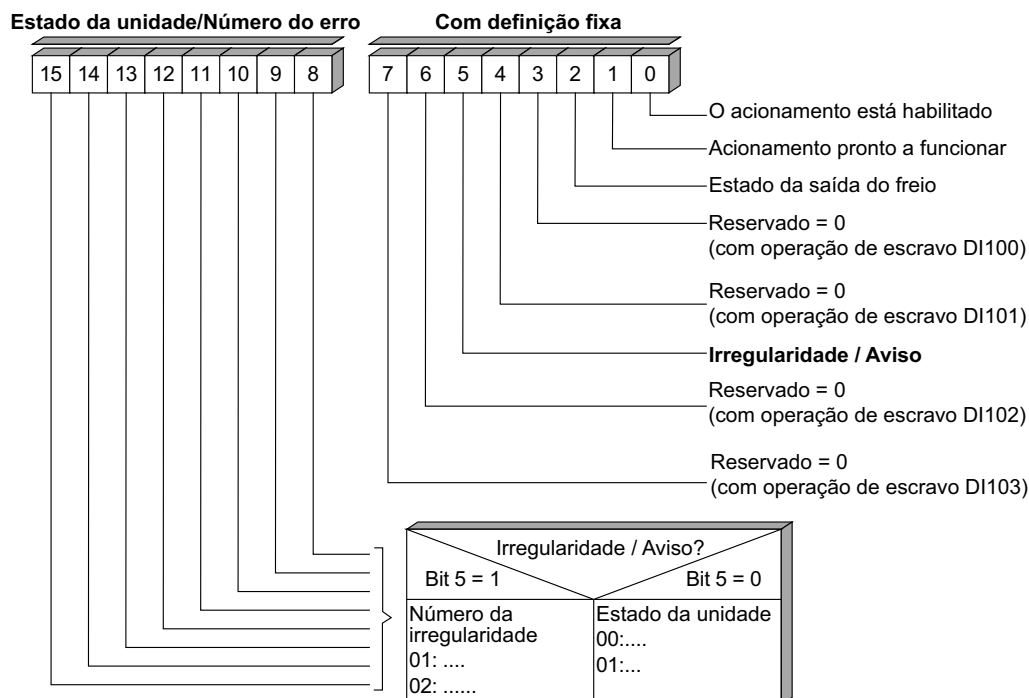 Estado da unidade/Número do erro
Com definição fixa
15 14 13 12 11 10 9 8
7 6 5 4 3 2 1 0
O acionamento está habilitado
Acionamento pronto a funcionar
Estado da saída do freio
Reservado = 0
(com operação de escravo DI100)
Reservado = 0
(com operação de escravo DI101)
Irregularidade / Aviso
Reservado = 0
(com operação de escravo DI102)
Reservado = 0
(com operação de escravo DI103)
Irregularidade / Aviso?
Bit 5 = 1
Bit 5 = 0
Número da
irregularidade
01: ....
02: ......
Estado da unidade
00:....
01:...